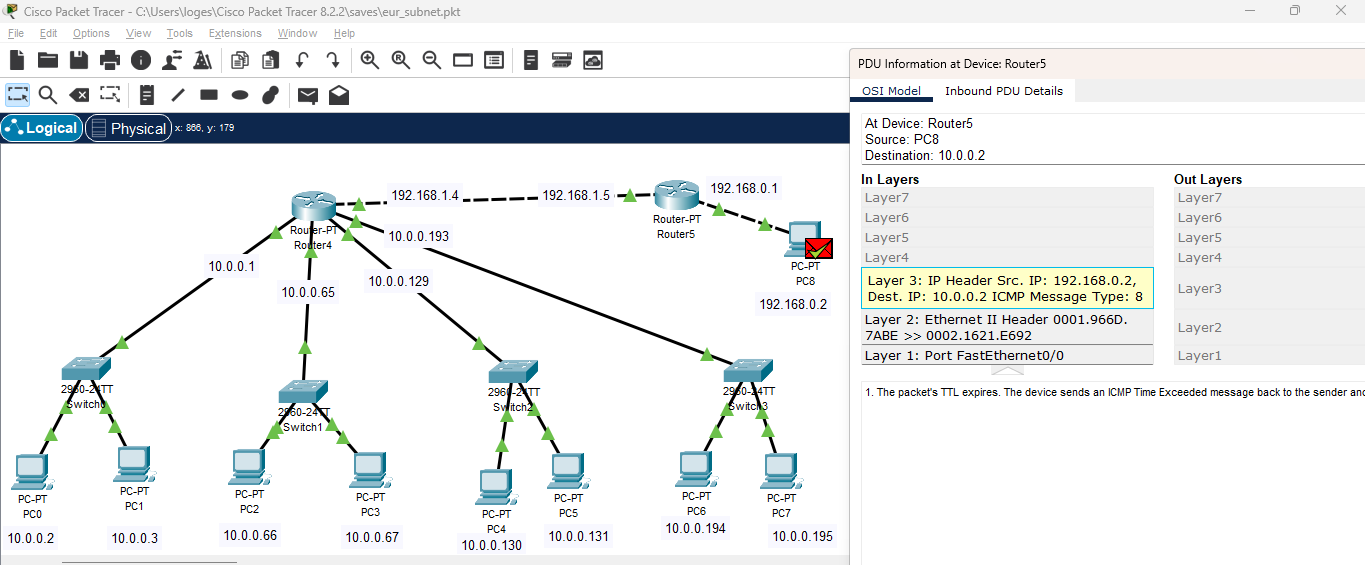 Cisco Packet Tracer - C:\Users\loges\Cisco Packet Tracer 8.2.2\saves\eur_subnet.pkt
File Edit Options View Tools Extensions Window Help
Logical Physical x: 866, y: 179
192.168.1.4 192.168.1.5 192.168.0.1
Router-PT
Router4
Router-PT
Router5
10.0.0.193
10.0.0.1
10.0.0.65
10.0.0.129
PC-PT
PC8
192.168.0.2
2960-24TT
Switch0
2960-24TT
Switch1
2960-24TT
Switch2
2960-24TT
Switch3
PC-PT
PC0
PC-PT
PC1
PC-PT
PC2
PC-PT
PC3
PC-PT
PC4
PC-PT
PC5
PC-PT
PC6
PC-PT
PC7
10.0.0.2
10.0.0.3
10.0.0.66
10.0.0.67
10.0.0.130
10.0.0.131
10.0.0.194
10.0.0.195
PDU Information at Device: Router5
OSI Model Inbound PDU Details
At Device: Router5
Source: PC8
Destination: 10.0.0.2
In Layers Out Layers
Layer7 Layer7
Layer6 Layer6
Layer5 Layer5
Layer4 Layer4
Layer 3: IP Header Src. IP: 192.168.0.2,
Dest. IP: 10.0.0.2 ICMP Message Type: 8
Layer3
Layer 2: Ethernet II Header 0001.966D.
7ABE >> 0002.1621.E692
Layer2
Layer 1: Port FastEthernet0/0 Layer1
1. The packet's TTL expires. The device sends an ICMP Time Exceeded message back to the sender